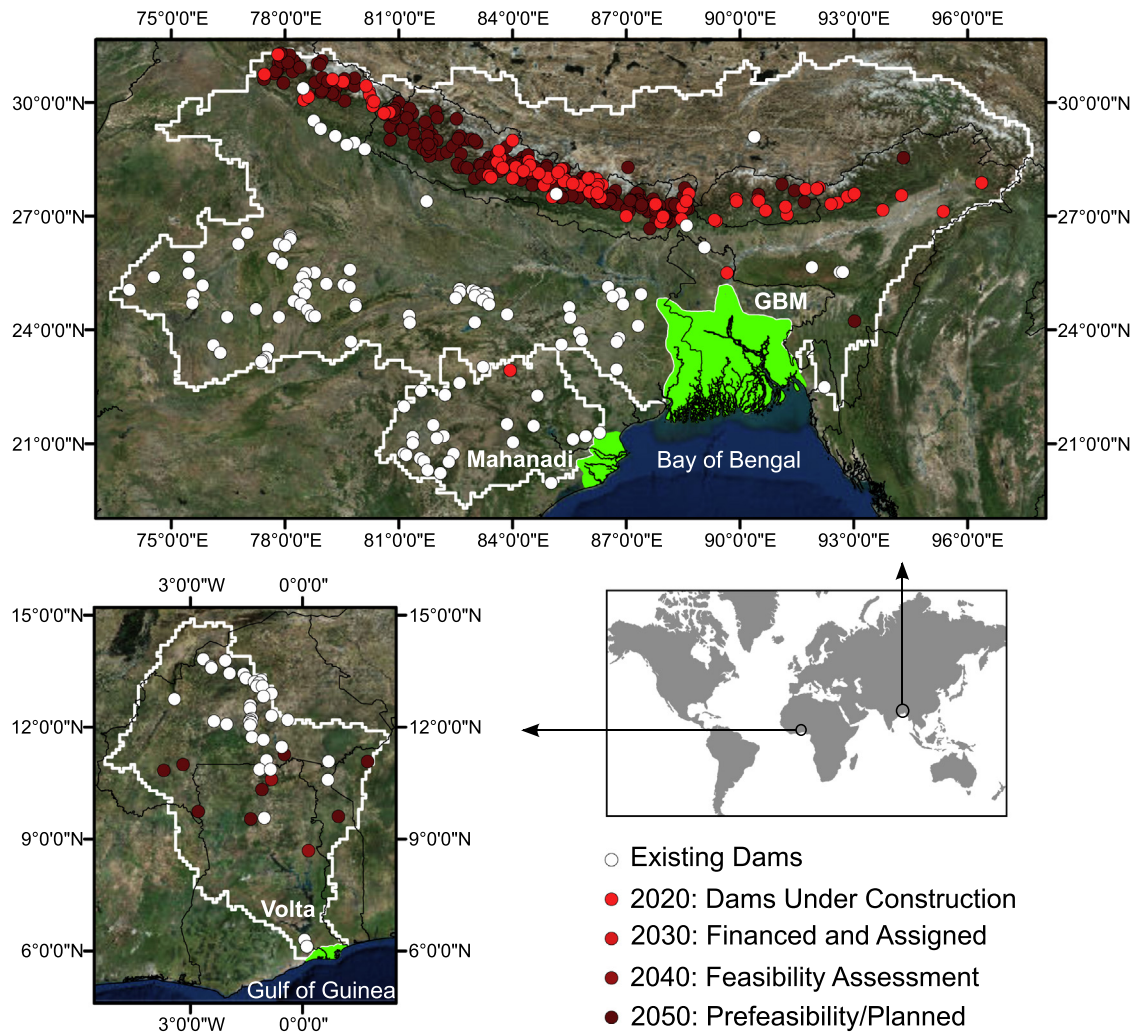 75°0'0"E 78°0'0"E 81°0'0"E 84°0'0"E 87°0'0"E 90°0'0"E 93°0'0"E 96°0'0"E
30°0'0"N 30°0'0"N
27°0'0"N 27°0'0"N
GBM
24°0'0"N 24°0'0"N
21°0'0"N 21°0'0"N
Mahanadi Bay of Bengal
75°0'0"E 78°0'0"E 81°0'0"E 84°0'0"E 87°0'0"E 90°0'0"E 93°0'0"E 96°0'0"E
3°0'0"W 0°0'0"
15°0'0"N 15°0'0"N
12°0'0"N 12°0'0"N
9°0'0"N 9°0'0"N
Volta
6°0'0"N 6°0'0"N
Gulf of Guinea
3°0'0"W 0°0'0"
Existing Dams
2020: Dams Under Construction
2030: Financed and Assigned
2040: Feasibility Assessment
2050: Prefeasibility/Planned